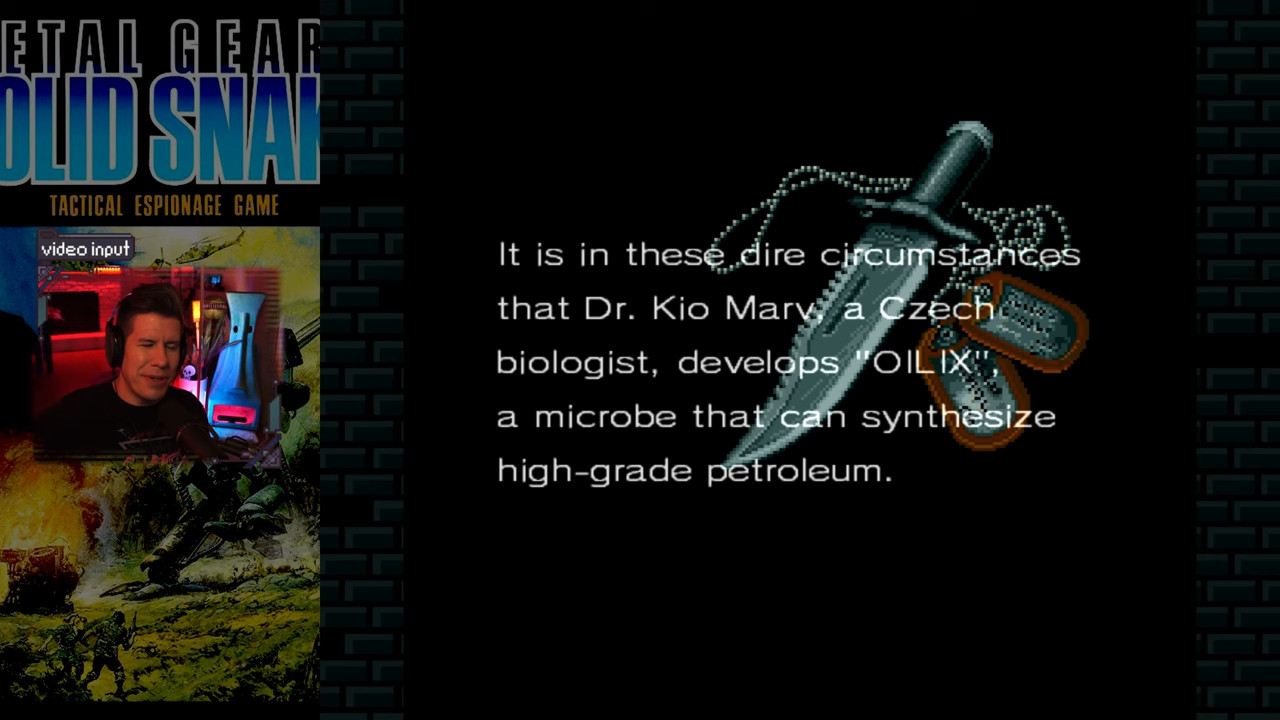 ETAL GEAR
OLID SNAK
TACTICAL ESPIONAGE GAME
video input
It is in these dire circumstances
that Dr. Kio Marv, a Czech
biologist, develops "OILIX",
a microbe that can synthesize
high-grade petroleum.